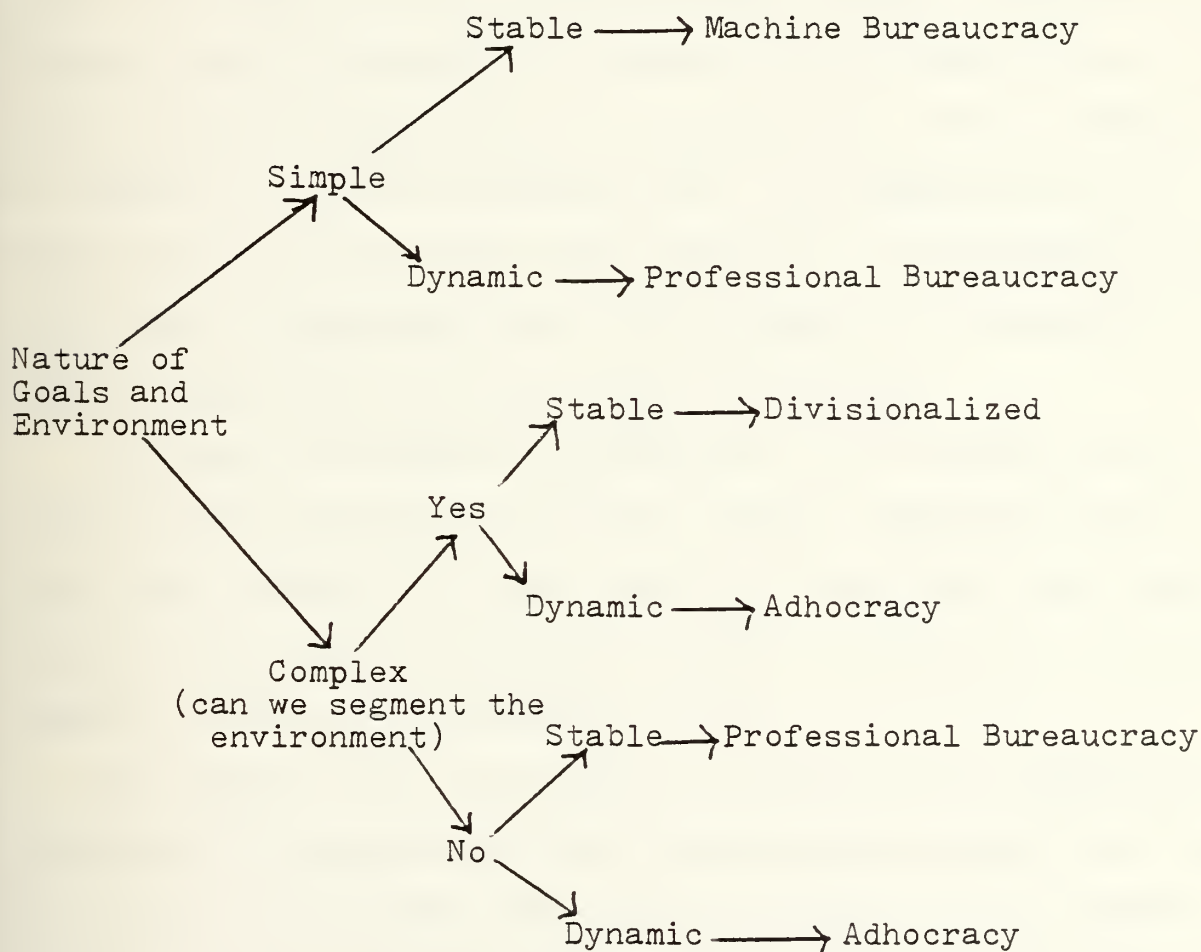 Stable → Machine Bureaucracy
Simple
Dynamic → Professional Bureaucracy
Nature of
Goals and
Environment
Stable → Divisionalized
Yes
Dynamic → Adhocracy
Complex
(can we segment the
environment)
Stable → Professional Bureaucracy
No
Dynamic → Adhocracy